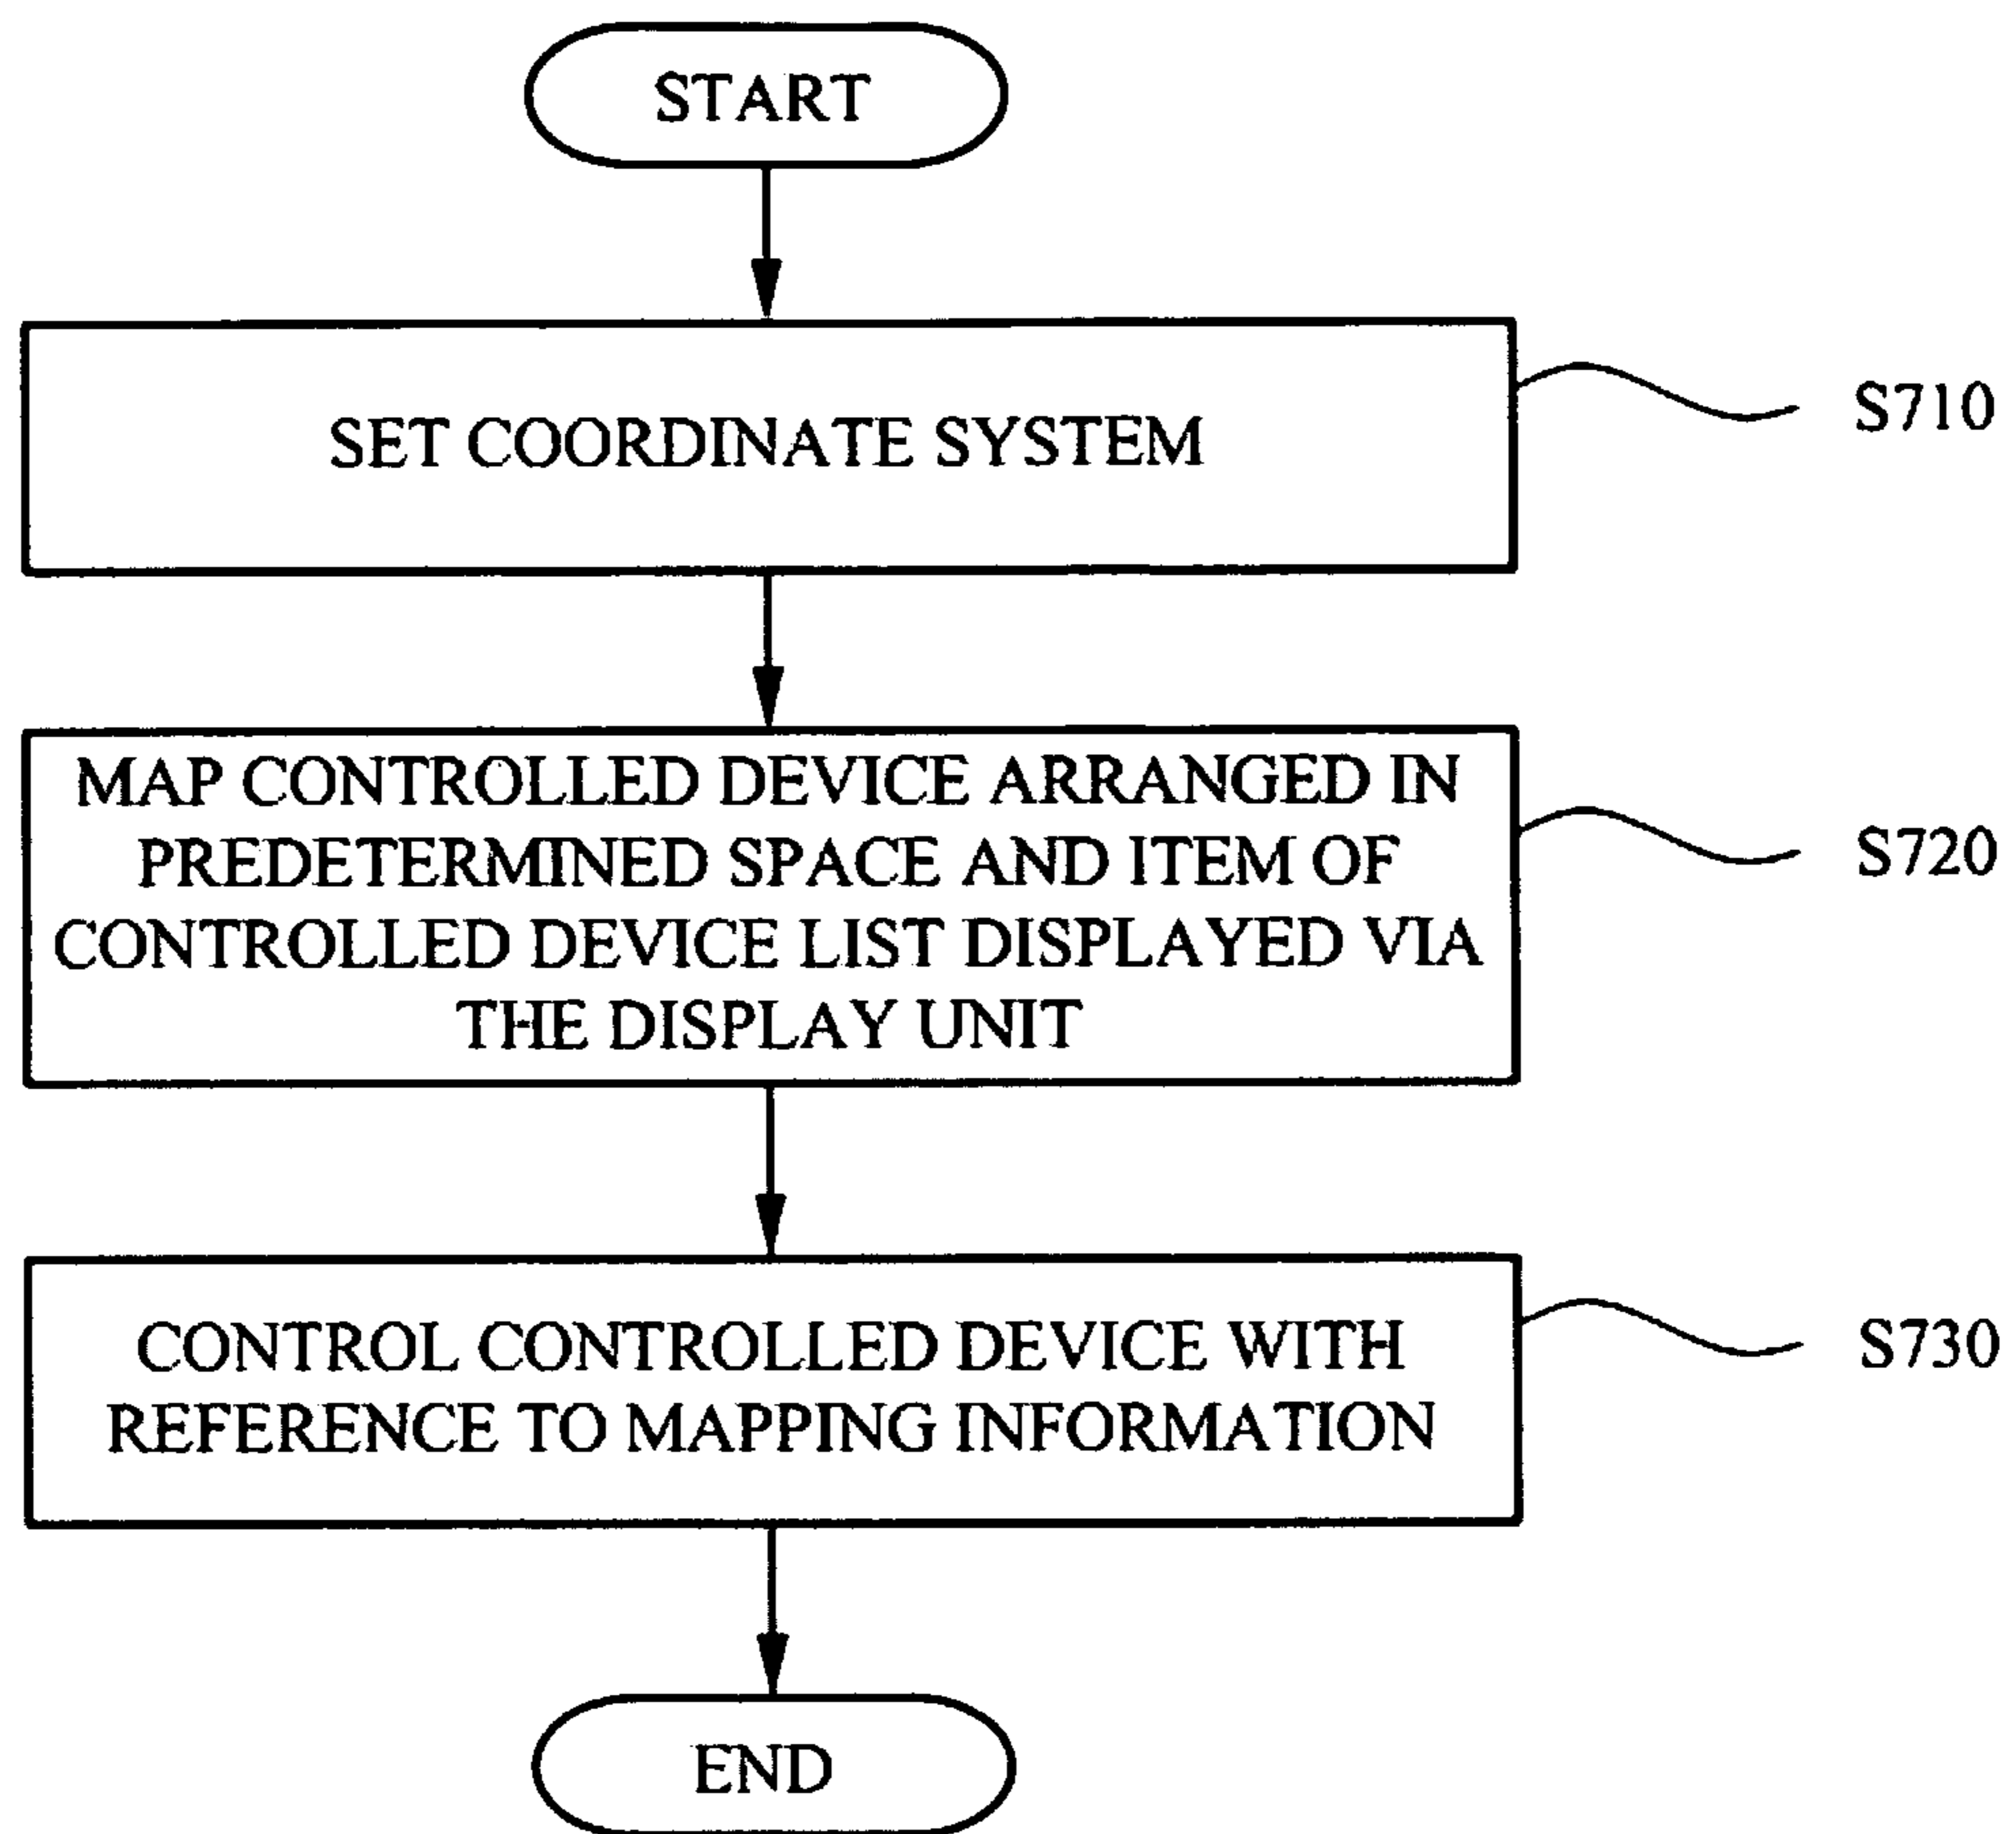 START
SET COORDINATE SYSTEM
S710
MAP CONTROLLED DEVICE ARRANGED IN
PREDETERMINED SPACE AND ITEM OF
CONTROLLED DEVICE LIST DISPLAYED VIA
THE DISPLAY UNIT
S720
CONTROL CONTROLLED DEVICE WITH
REFERENCE TO MAPPING INFORMATION
S730
END